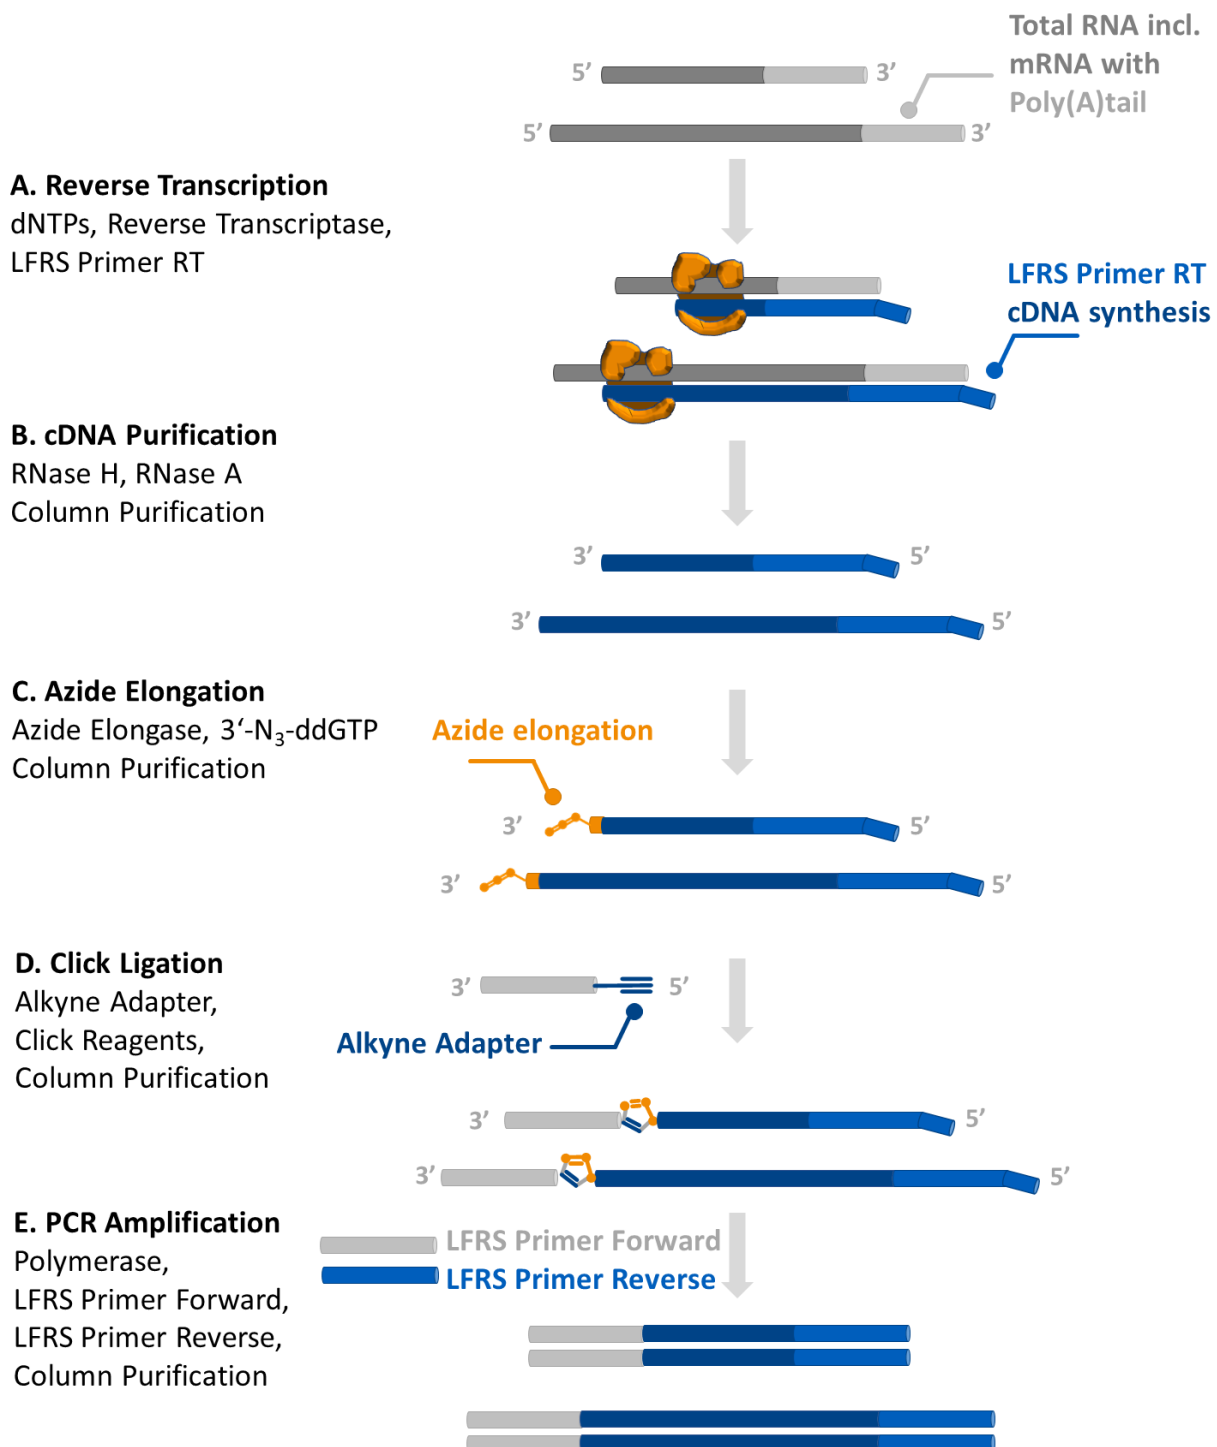 Total RNA incl.
mRNA with
Poly(A)tail
5’ 3’
5’ 3’
A. Reverse Transcription
dNTPs, Reverse Transcriptase,
LFRS Primer RT
LFRS Primer RT
cDNA synthesis
B. cDNA Purification
RNase H, RNase A
Column Purification
3’ 5’
3’ 5’
C. Azide Elongation
Azide Elongase, 3‘-N₃-ddGTP
Column Purification
Azide elongation
3’ 5’
3’ 5’
D. Click Ligation
Alkyne Adapter,
Click Reagents,
Column Purification
3’ 5’
Alkyne Adapter
3’ 5’
3’ 5’
E. PCR Amplification
Polymerase,
LFRS Primer Forward,
LFRS Primer Reverse,
Column Purification
LFRS Primer Forward
LFRS Primer Reverse